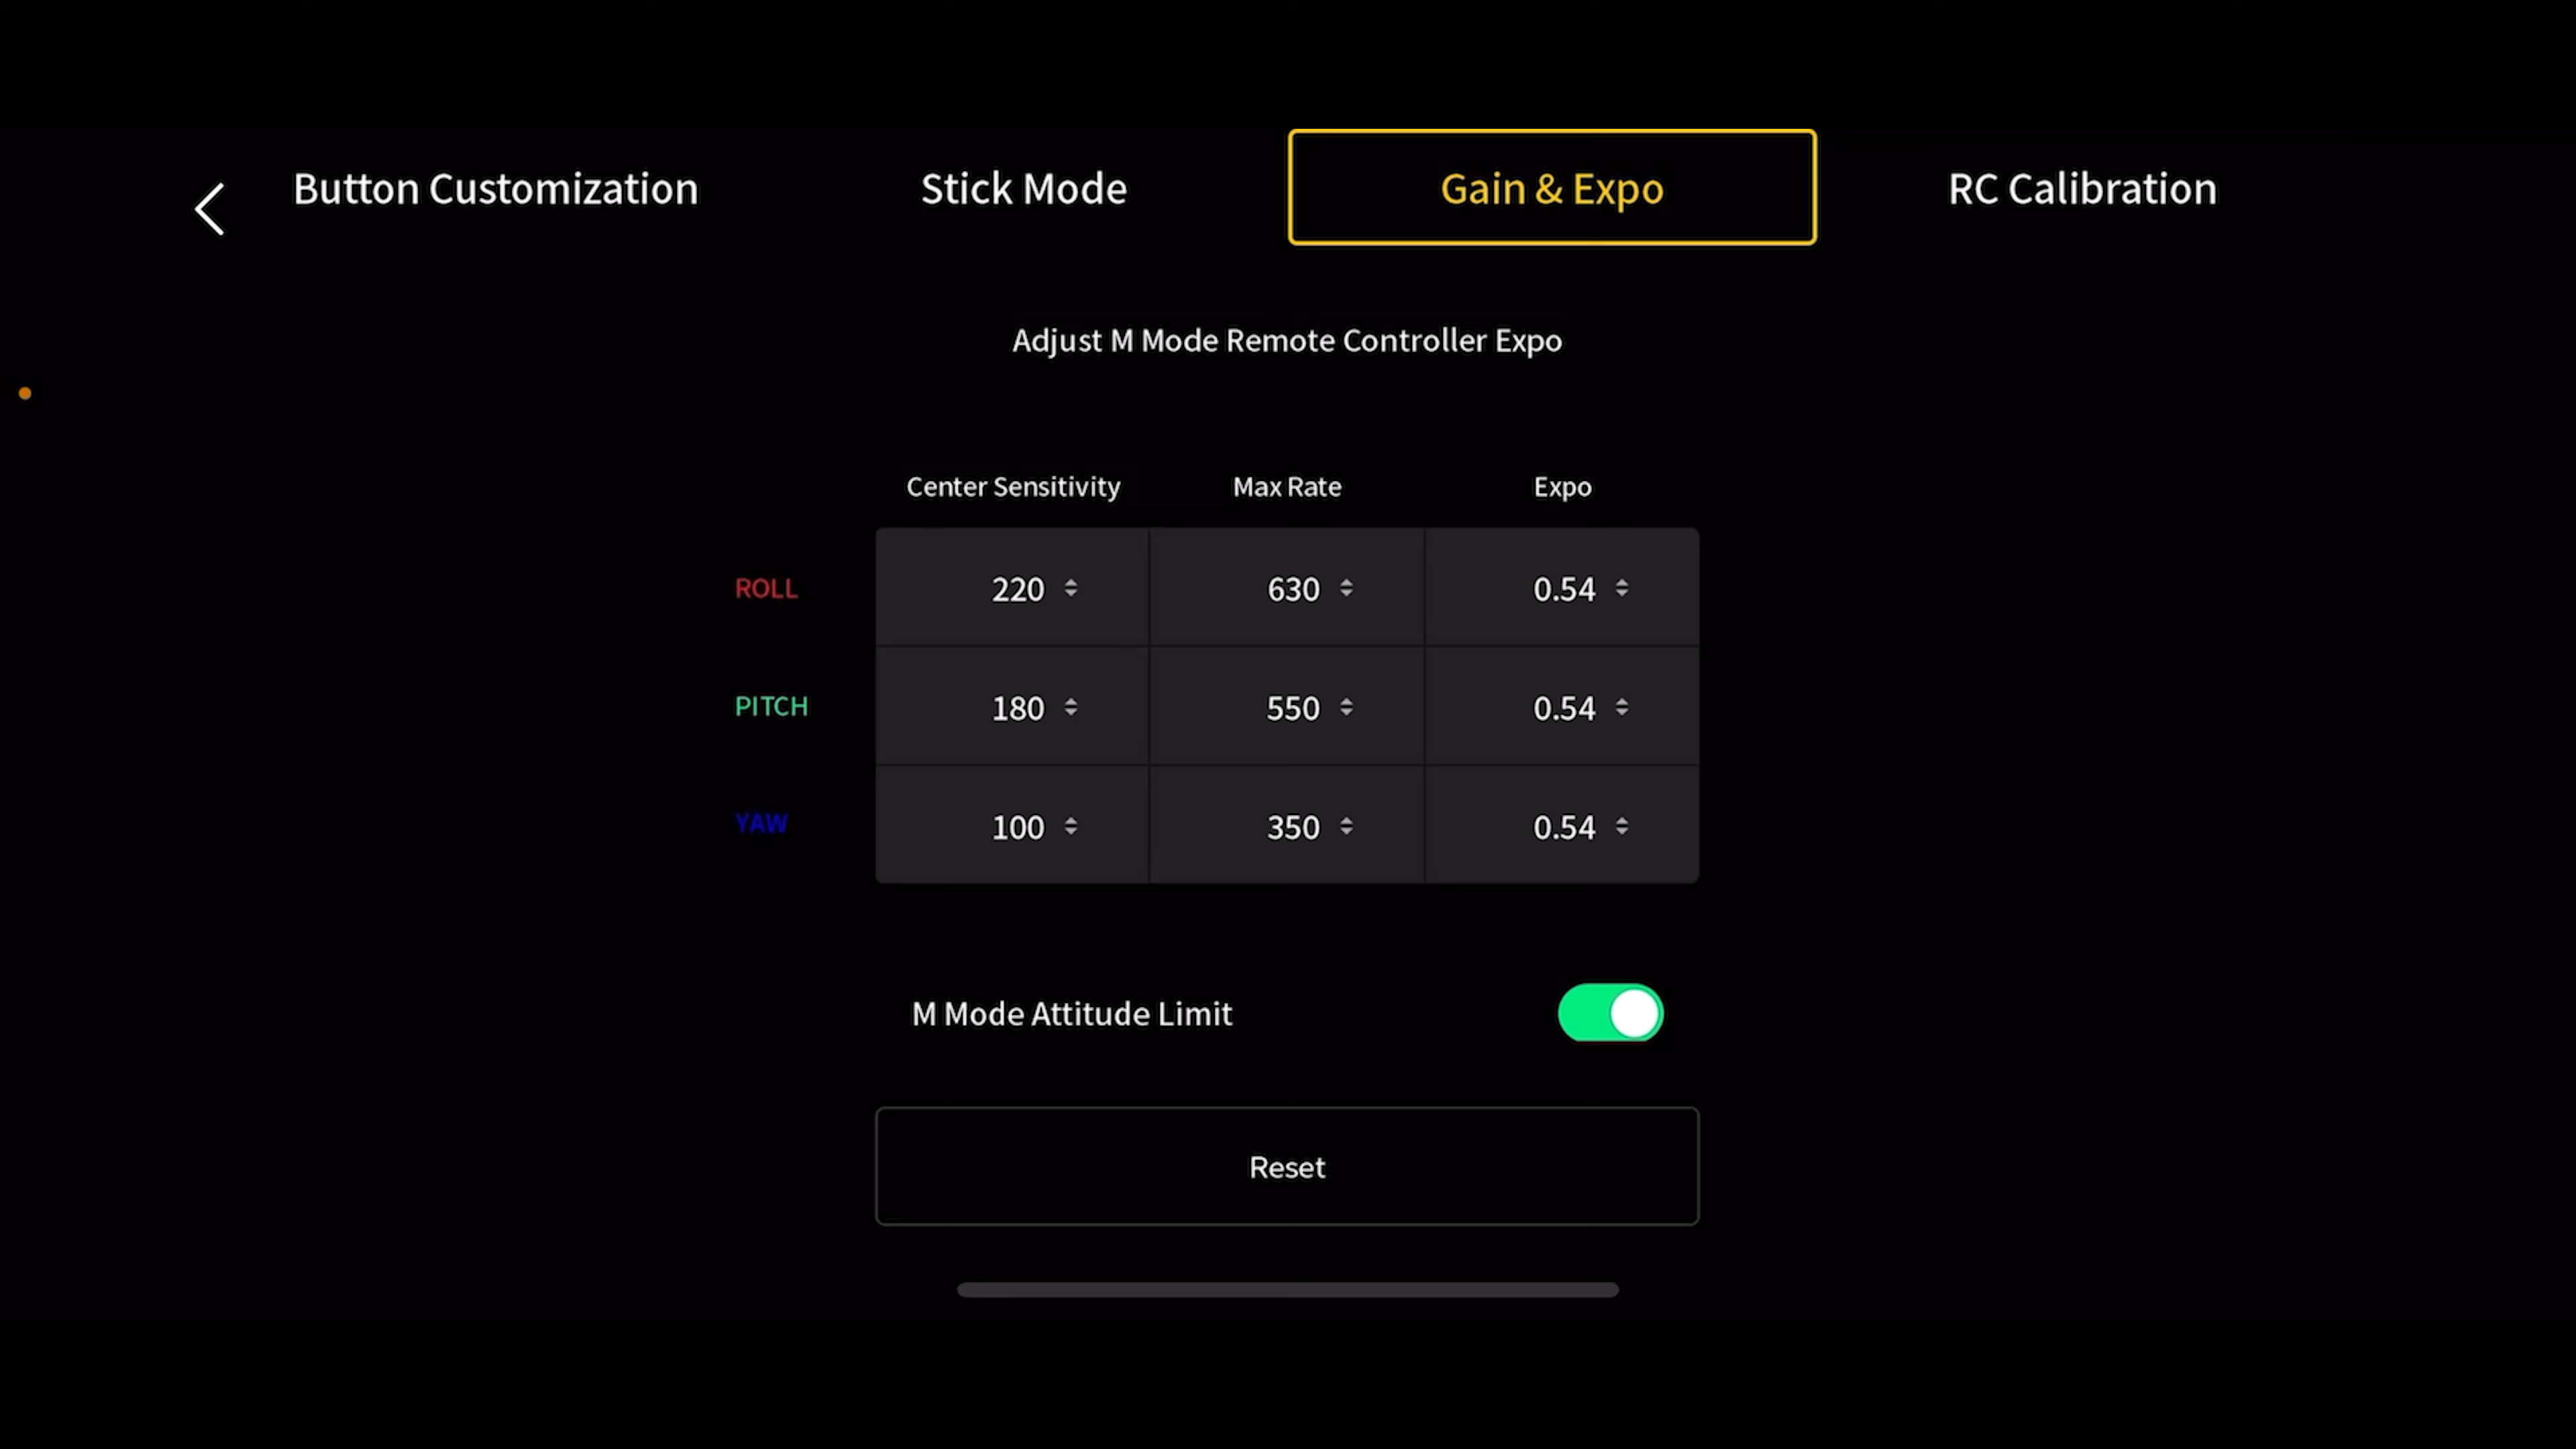 Button Customization Stick Mode Gain & Expo RC Calibration
Adjust M Mode Remote Controller Expo
Center Sensitivity Max Rate Expo
ROLL 220 630 0.54
PITCH 180 550 0.54
YAW 100 350 0.54
M Mode Attitude Limit
Reset